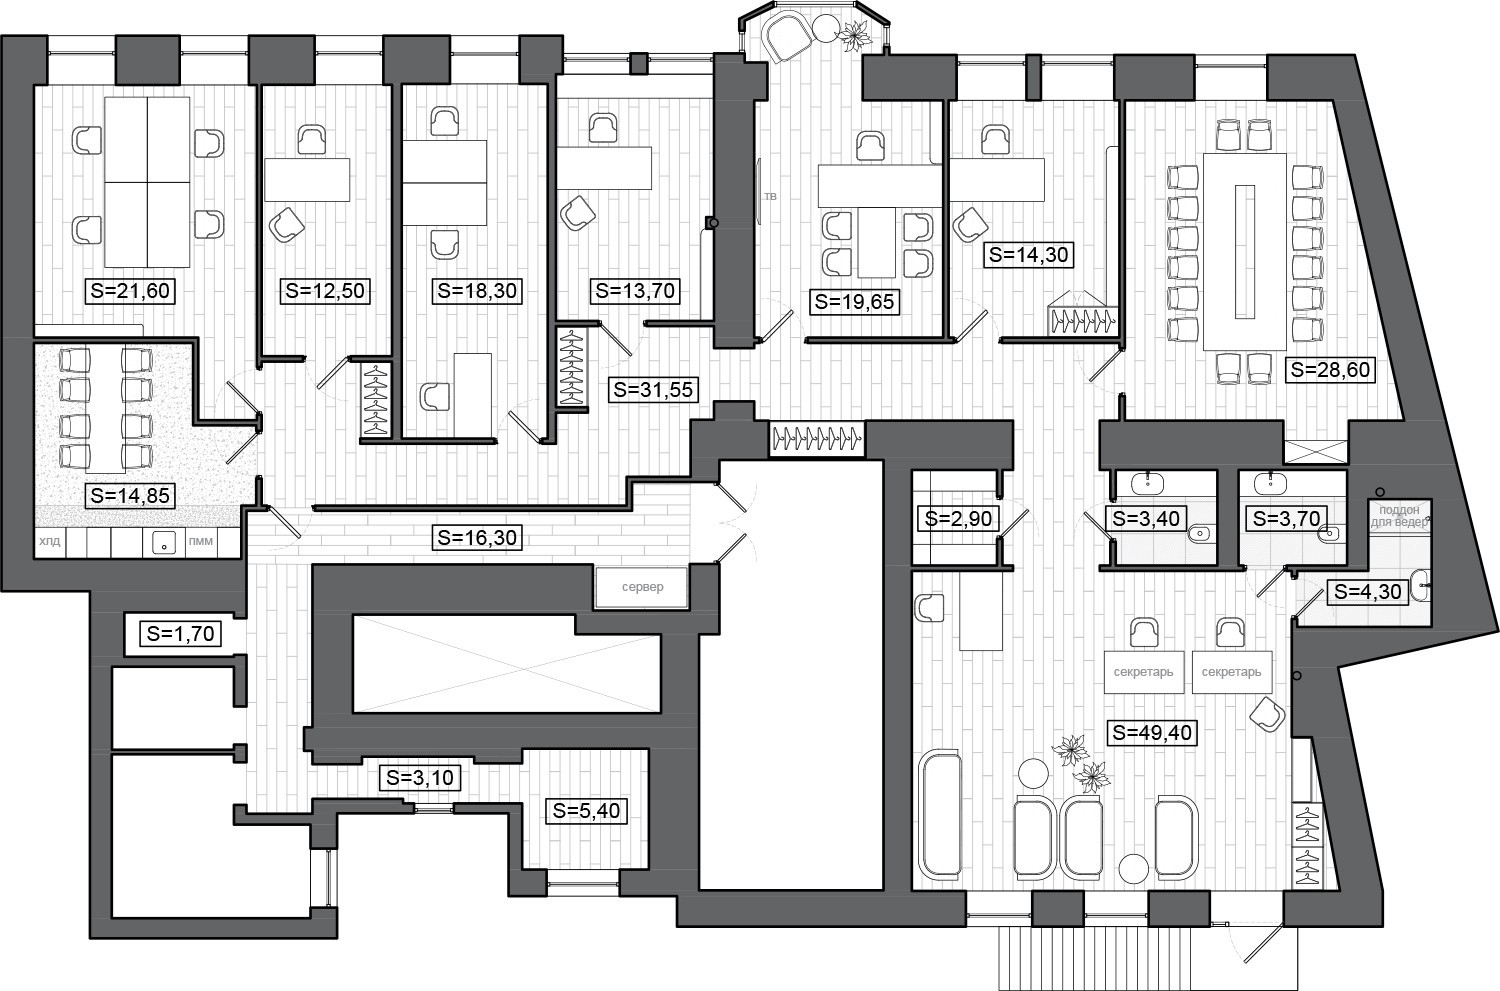 тв
S=14,30
S=21,60
S=12,50
S=18,30
S=13,70
S=19,65
S=28,60
S=31,55
S=14,85
хлд
пмм
S=16,30
S=2,90
S=3,40
S=3,70
поддон
для ведер
сервер
S=4,30
S=1,70
секретарь
секретарь
S=49,40
S=3,10
S=5,40